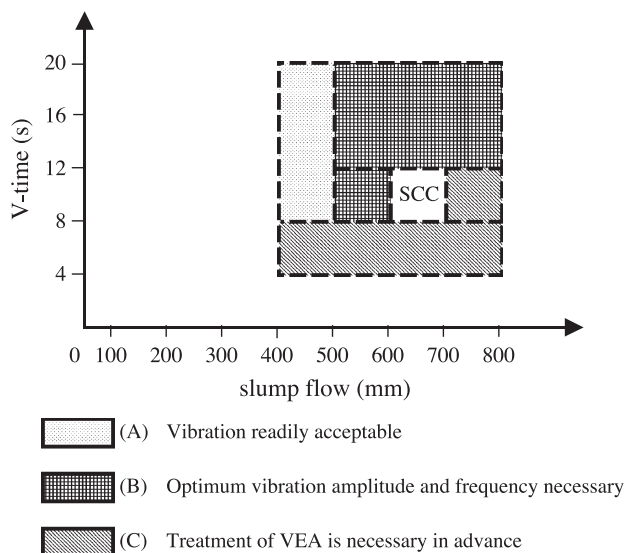 20
16
12
8
4
V-time (s)
SCC
0 100 200 300 400 500 600 700 800
slump flow (mm)
(A) Vibration readily acceptable
(B) Optimum vibration amplitude and frequency necessary
(C) Treatment of VEA is necessary in advance